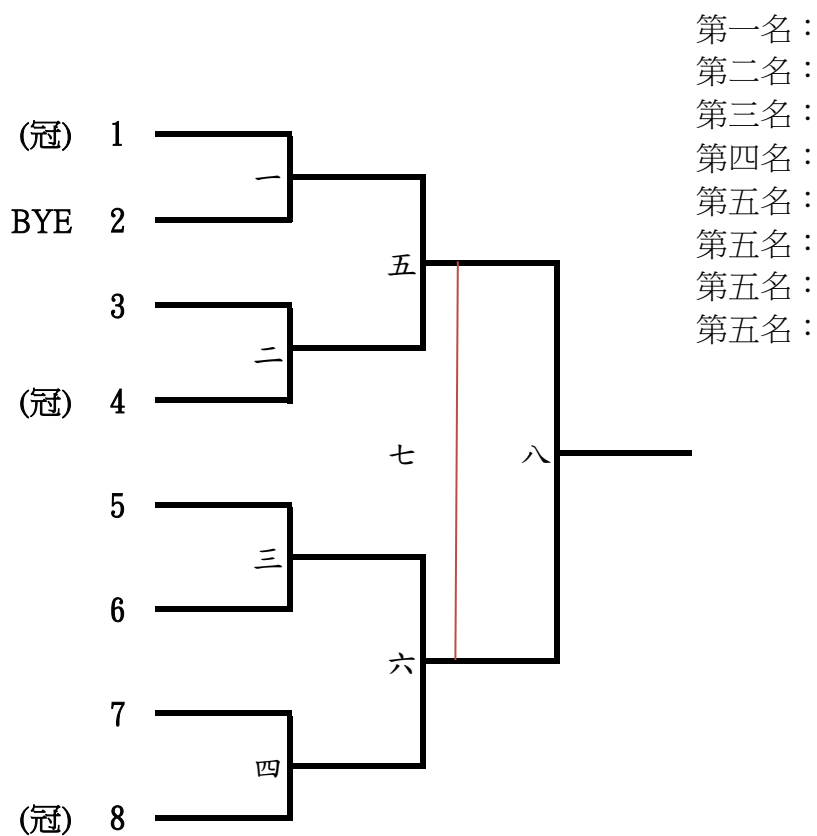 第一名：
第二名：
第三名：
第四名：
第五名：
第五名：
第五名：
第五名：
(冠) 1
一
BYE 2
五
3
二
(冠) 4
七 八
5
三
6
六
7
四
(冠) 8